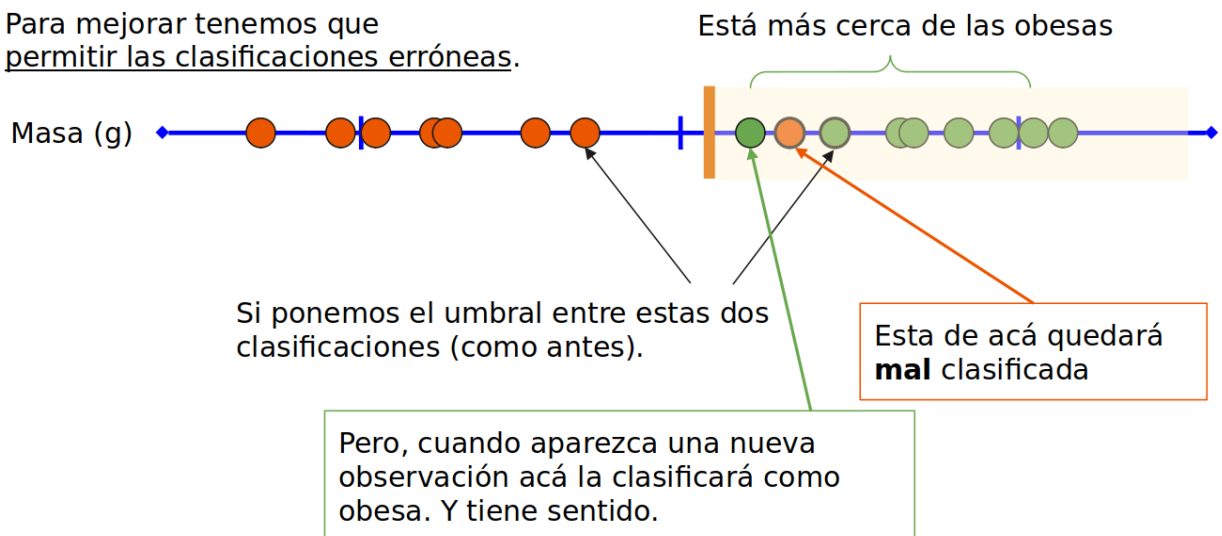 Para mejorar tenemos que
permitir las clasificaciones erróneas.
Está más cerca de las obesas
Masa (g)
Si ponemos el umbral entre estas dos
clasificaciones (como antes).
Esta de acá quedará
mal clasificada
Pero, cuando aparezca una nueva
observación acá la clasificará como
obesa. Y tiene sentido.